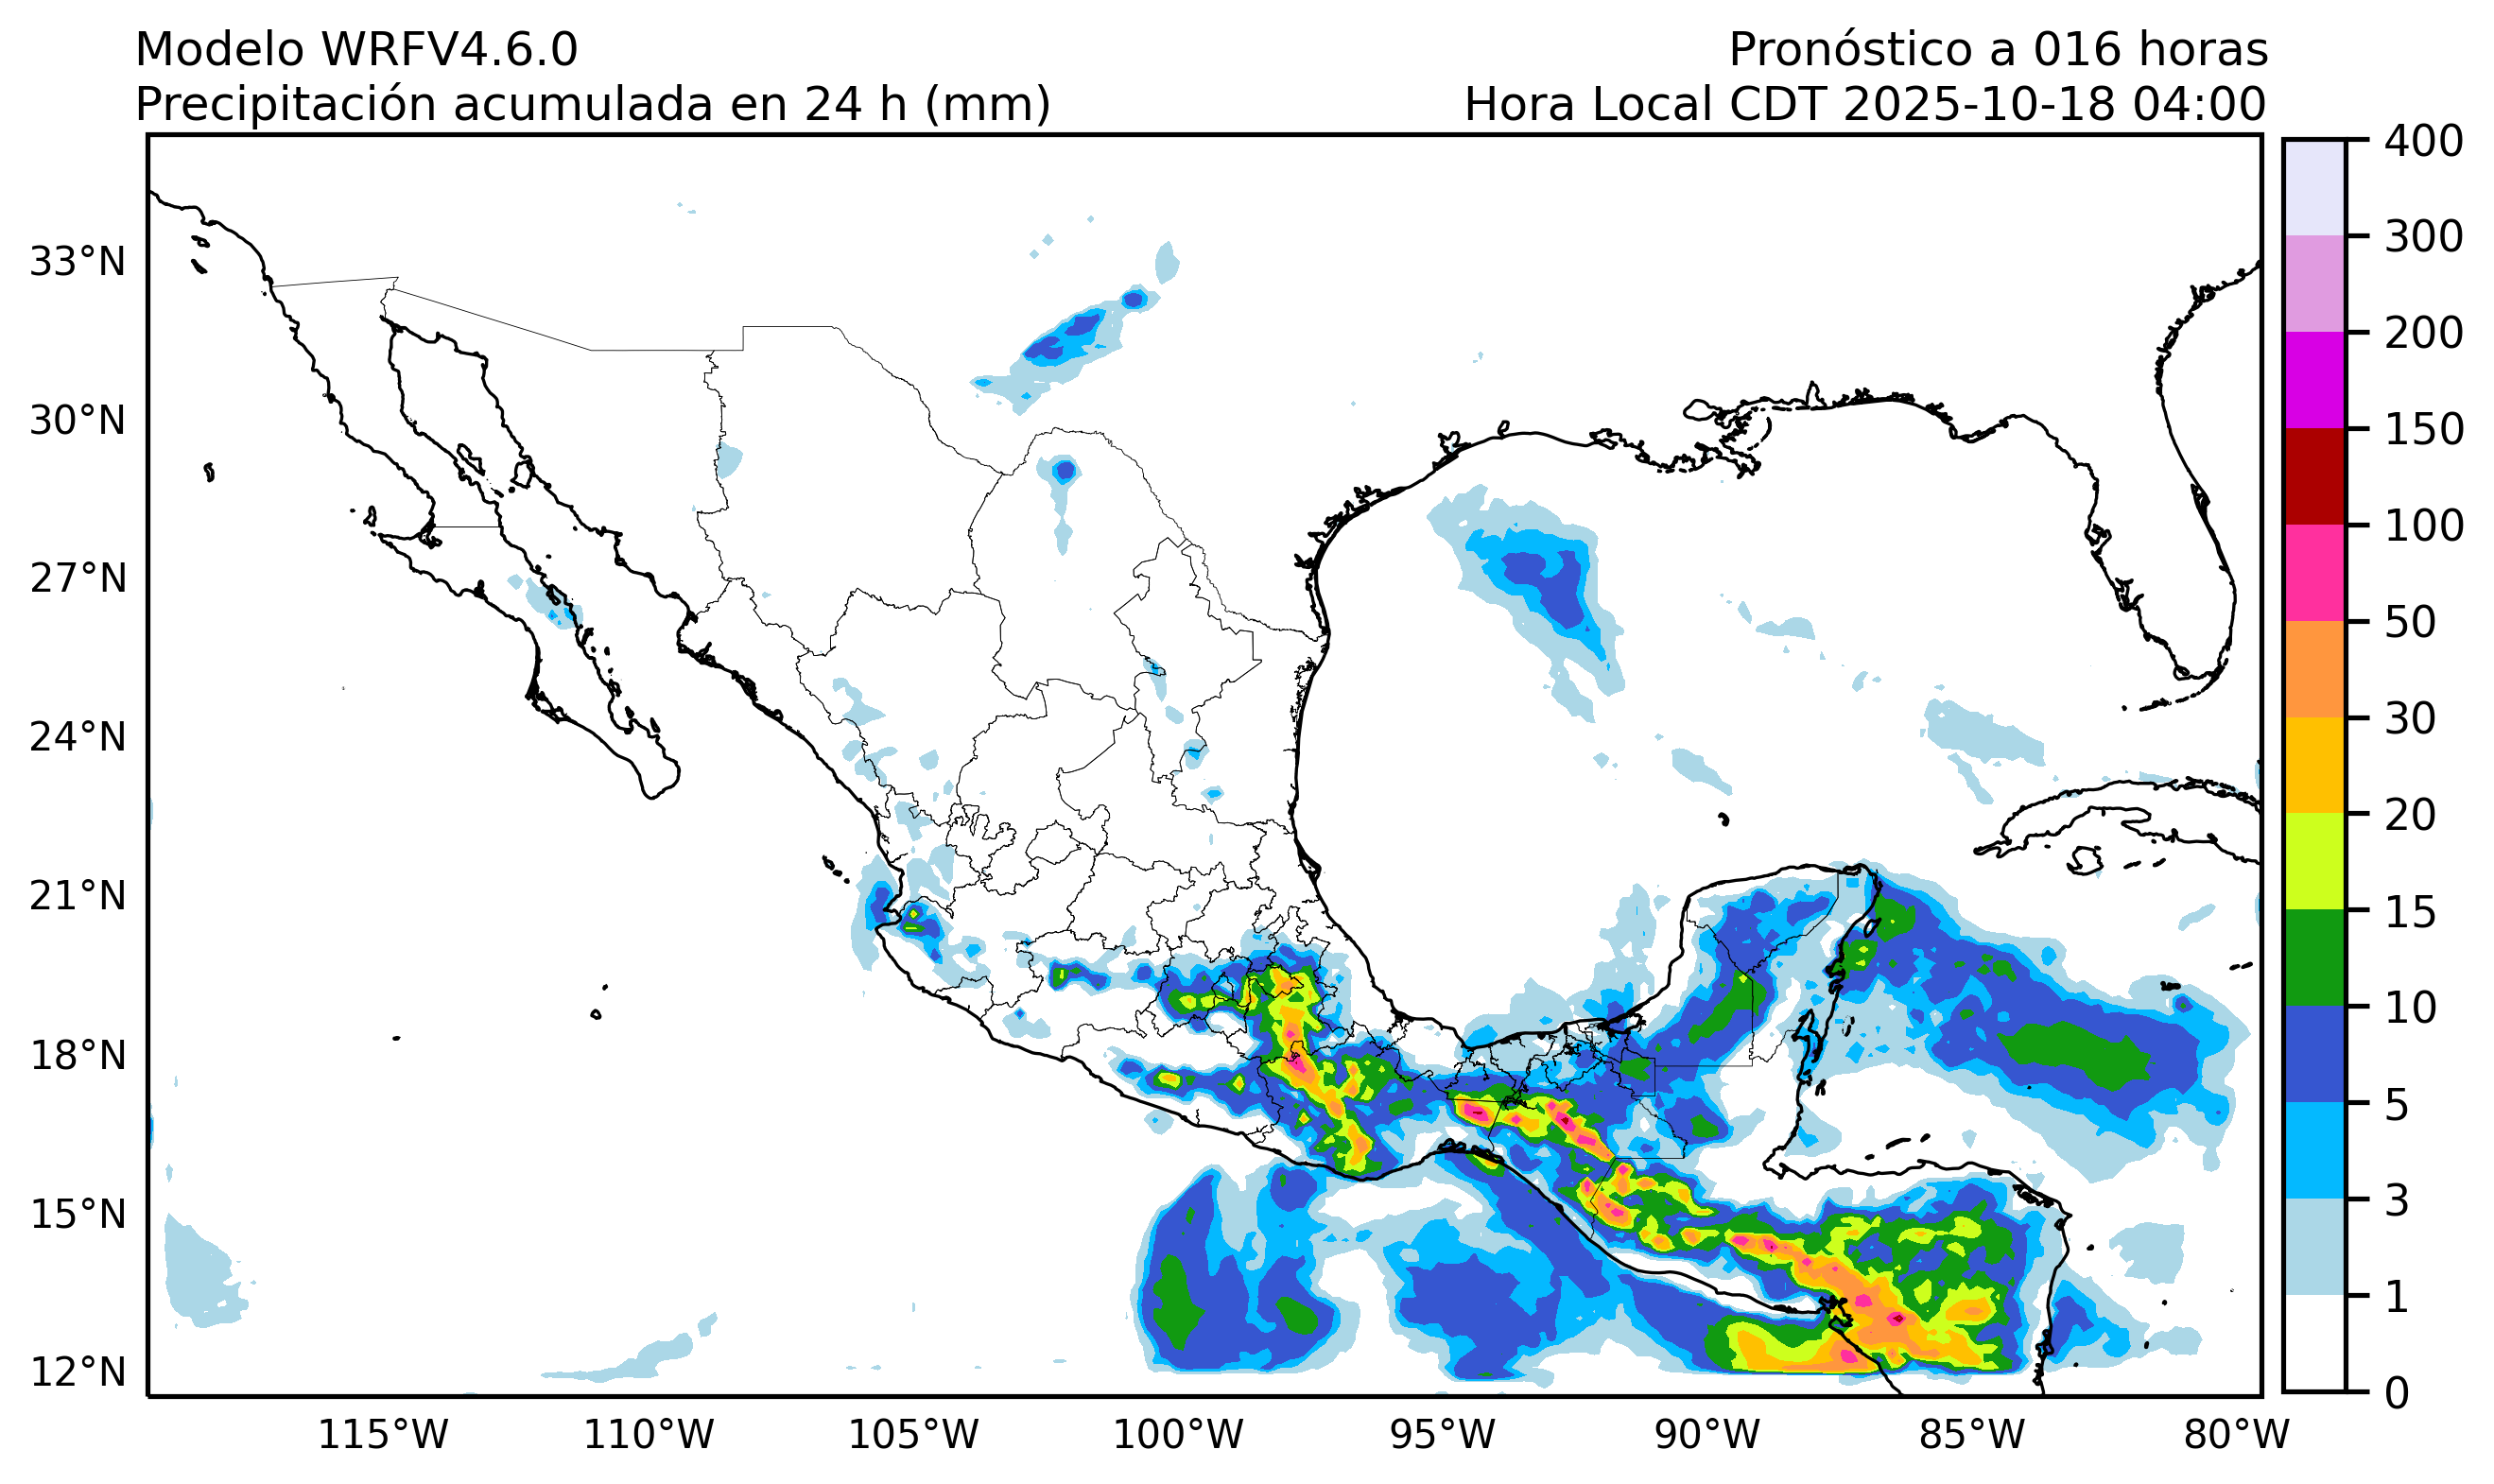 Modelo WRFV4.6.0
Pronóstico a 016 horas
Precipitación acumulada en 24 h (mm)
Hora Local CDT 2025-10-18 04:00
33°N
30°N
27°N
24°N
21°N
18°N
15°N
12°N
115°W
110°W
105°W
100°W
95°W
90°W
85°W
80°W
400
300
200
150
100
50
30
20
15
10
5
3
1
0